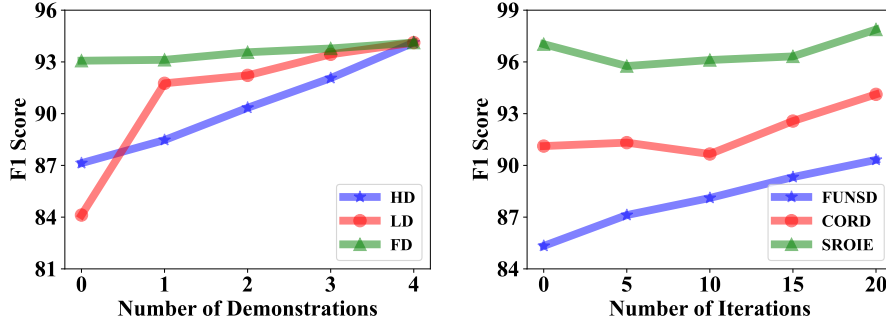 96
93
90
87
84
81
F1 Score
HD
LD
FD
0 1 2 3 4
Number of Demonstrations
99
96
93
90
87
84
F1 Score
FUNSD
CORD
SROIE
0 5 10 15 20
Number of Iterations